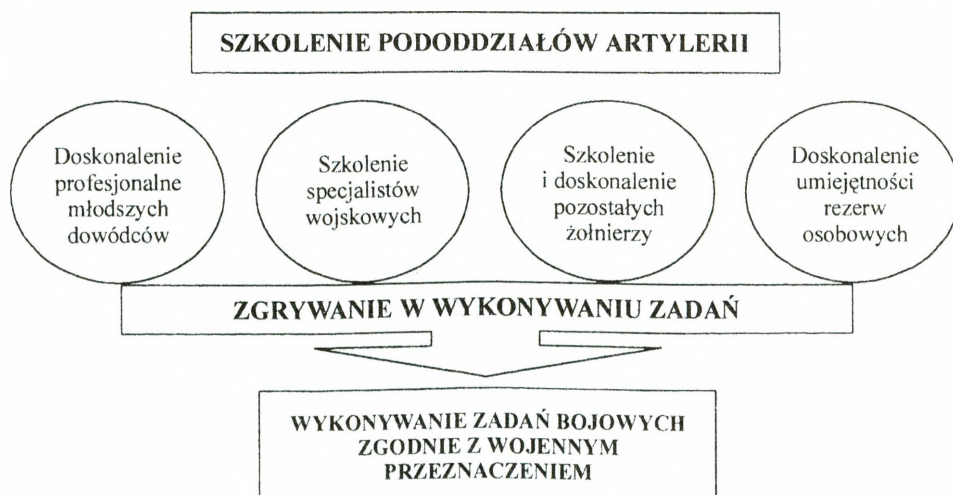 SZKOLENIE PODODDZIAŁÓW ARTYLERII
Doskonalenie
profesjonalne
młodszych
dowódców
Szkolenie
specjalistów
wojskowych
Szkolenie
i doskonalenie
pozostałych
żołnierzy
Doskonalenie
umiejętności
rezerw
osobowych
ZGRYWANIE W WYKONYWANIU ZADAŃ
WYKONYWANIE ZADAŃ BOJOWYCH
ZGODNIE Z WOJENNYM
PRZEZNACZENIEM